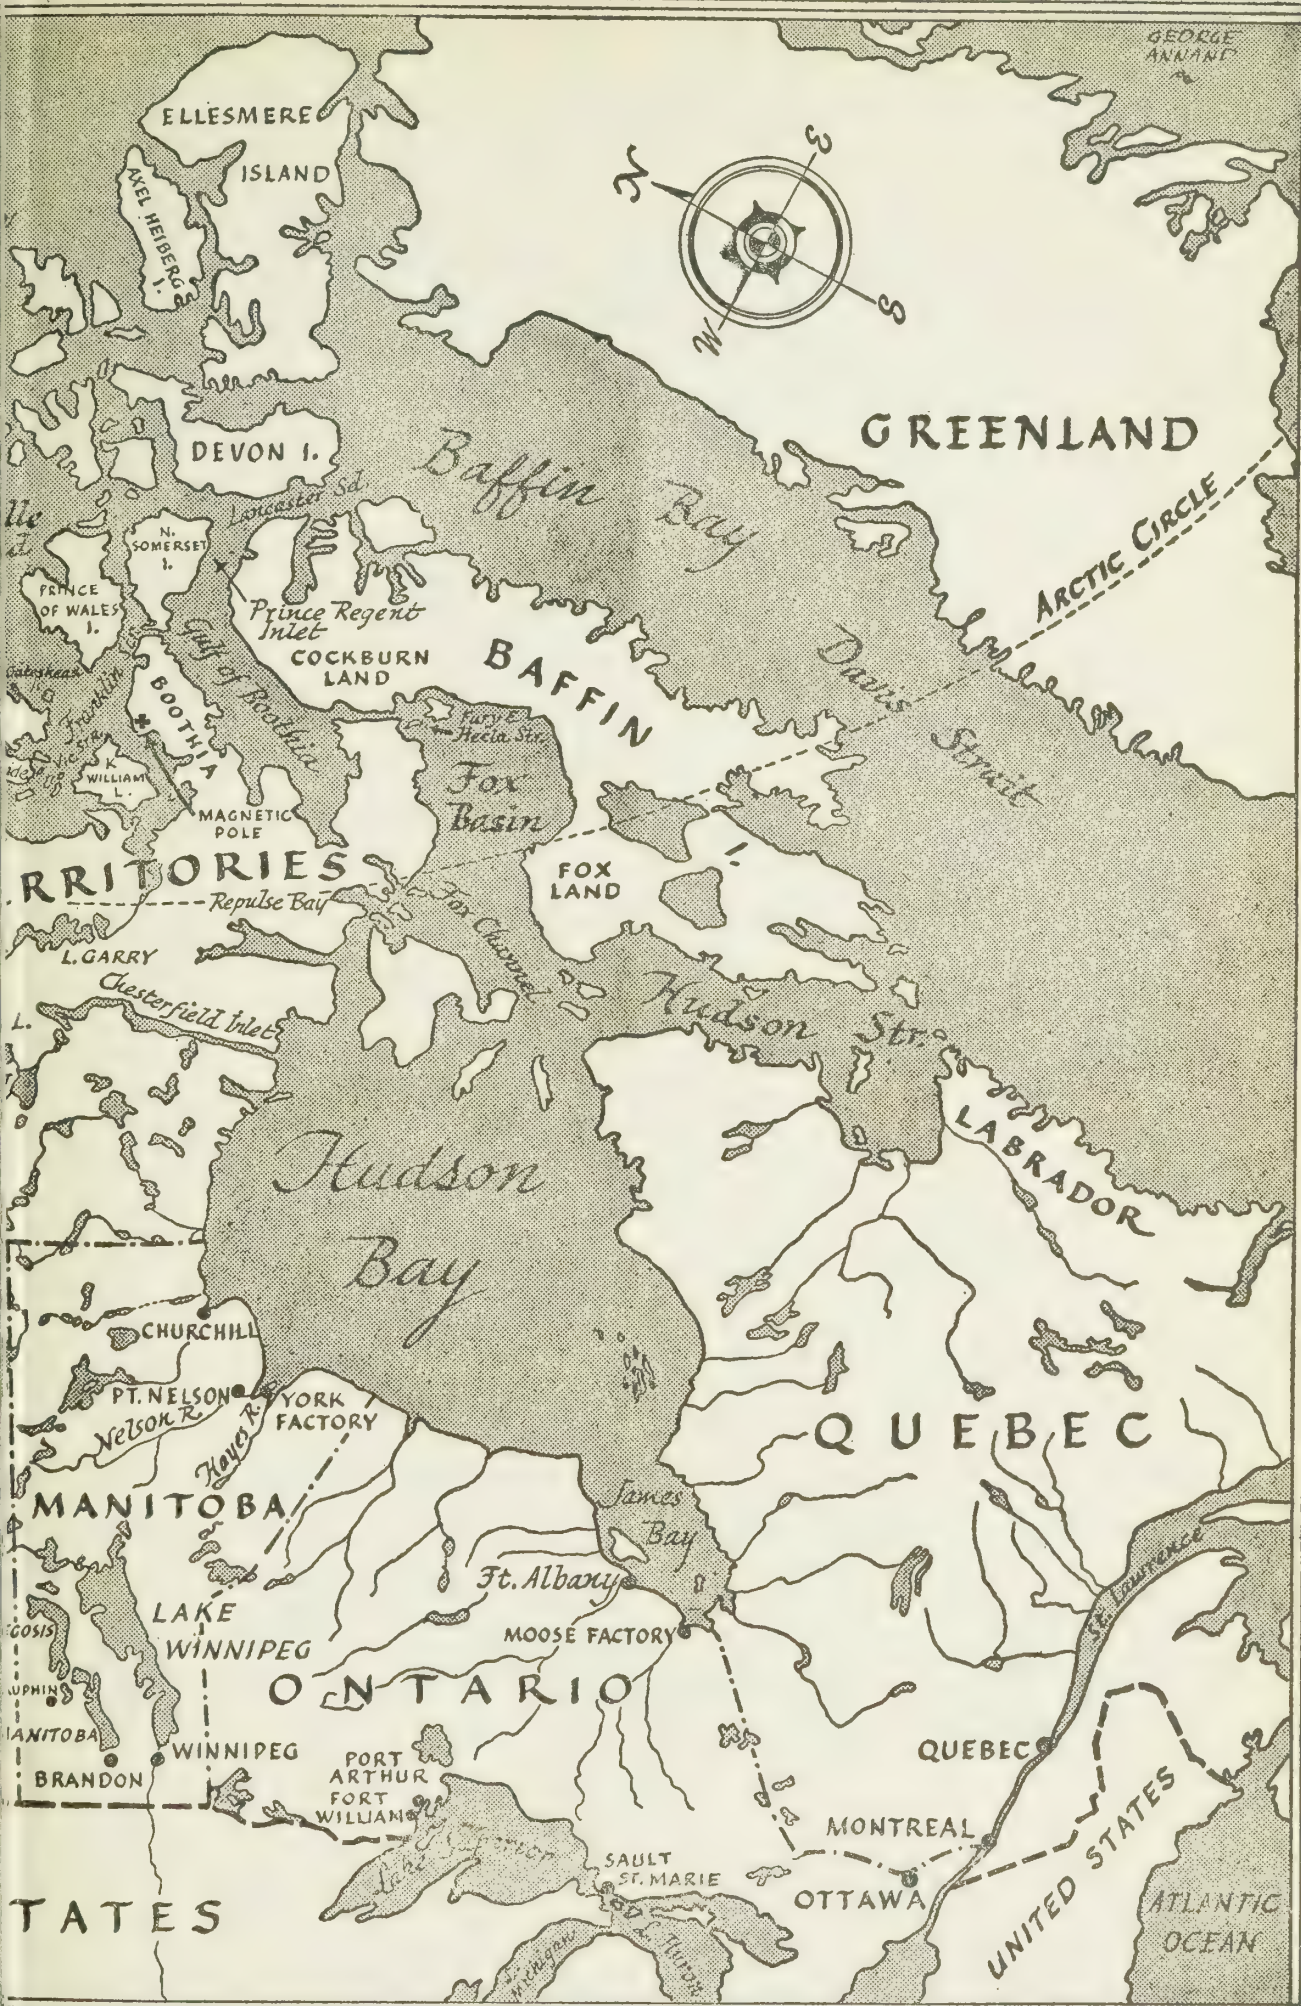 GEORGE
ANNAND
ELLESMERE
ISLAND
AXEL HEIBERG
I.
N
E
S
W
GREENLAND
DEVON I.
Baffin
Bay
Lancaster Sd.
ARCTIC CIRCLE
N.
SOMERSET
I.
PRINCE
OF WALES
I.
Prince Regent
Inlet
COCKBURN
LAND
Gulf of Boothia
BAFFIN
I.
Davis
Strait
Gateshead
Franklin
BOOTHIA
Fury &
Hecla Str.
K
WILLIAM
L.
Fox
Basin
MAGNETIC
POLE
RRITORIES
FOX
LAND
Repulse Bay
Fox Channel
L. GARRY
Chesterfield Inlet
L.
Hudson Str.
LABRADOR
Hudson
Bay
CHURCHILL
PT. NELSON
YORK
FACTORY
Nelson R.
Hayes R.
QUEBEC
MANITOBA
James
Bay
Ft. Albany
St. Lawrence
LAKE
WINNIPEG
GOSIS
MOOSE FACTORY
ONTARIO
UPHIN
ANITOBA
WINNIPEG
BRANDON
QUEBEC
PORT
ARTHUR
FORT
WILLIAM
Lake Superior
MONTREAL
SAULT
ST. MARIE
OTTAWA
UNITED STATES
TATES
L. Michigan
L. Huron
ATLANTIC
OCEAN